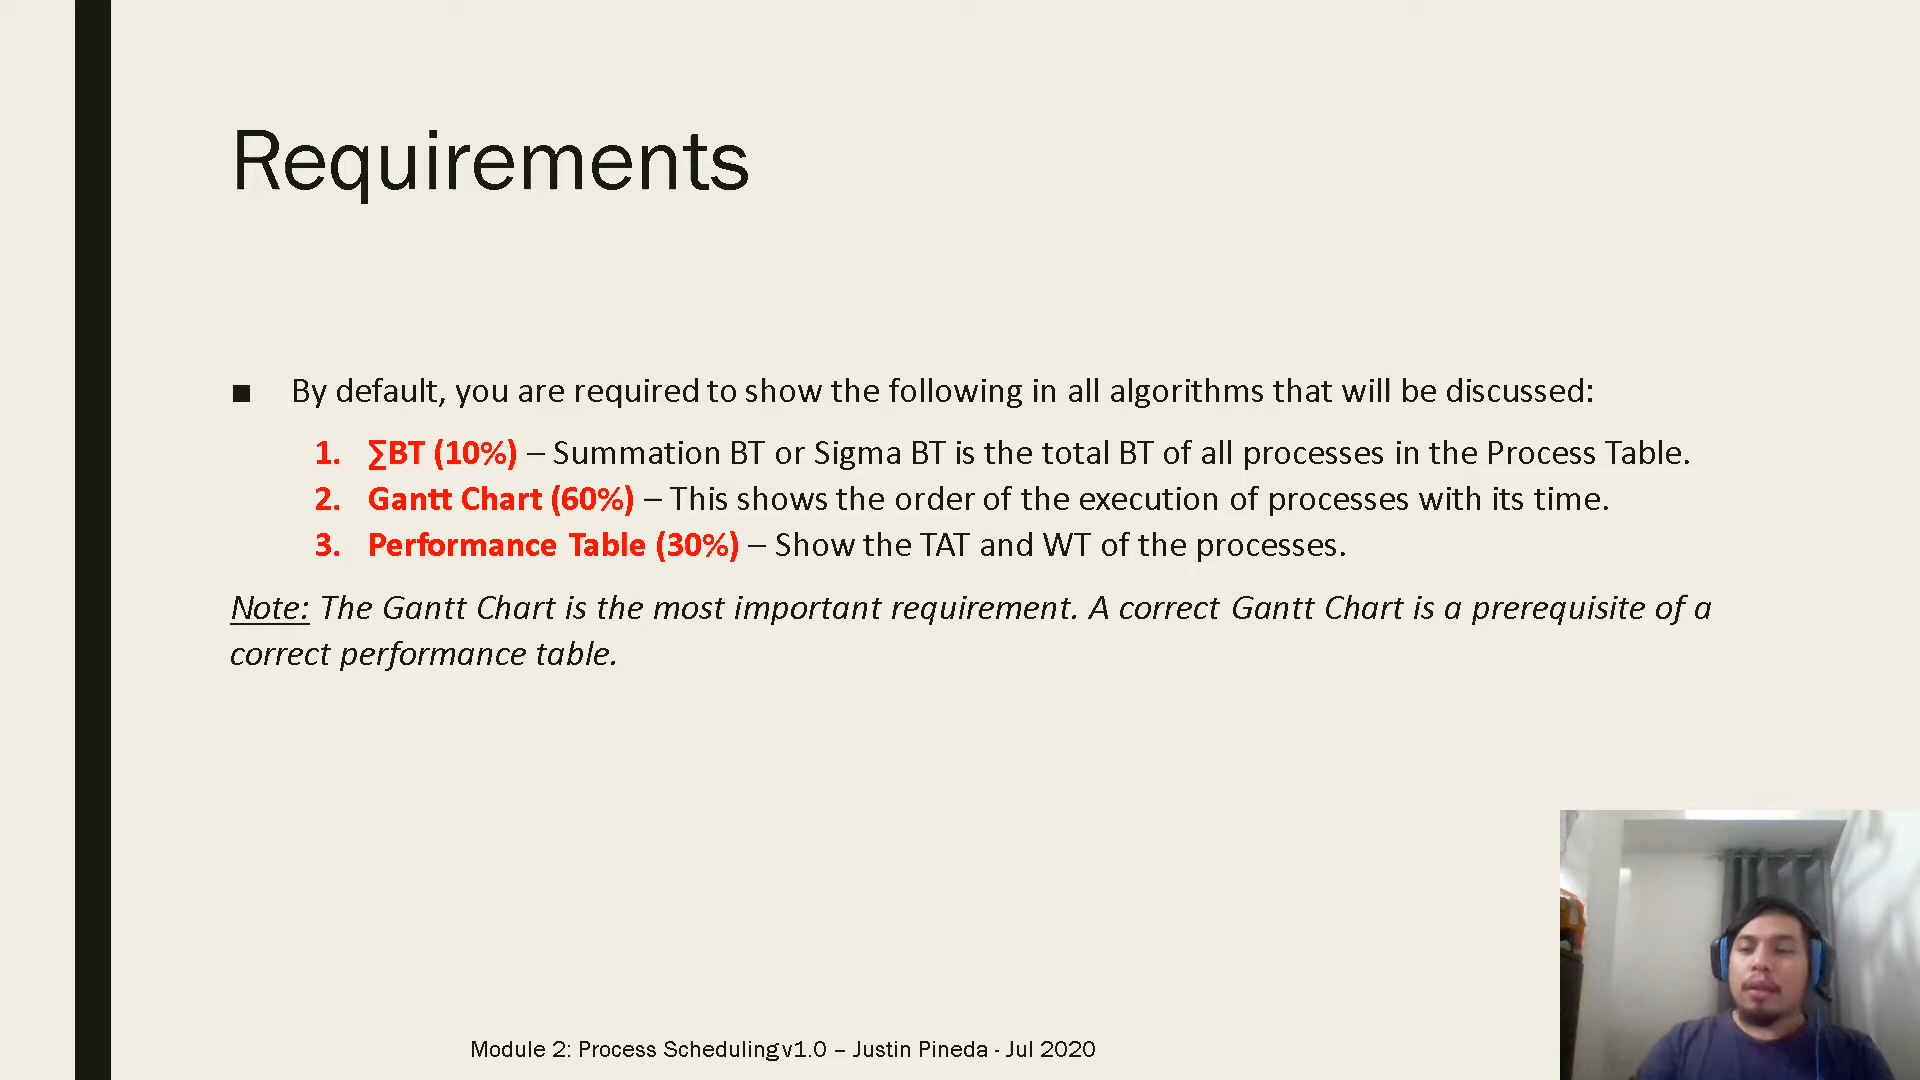 Requirements
■ By default, you are required to show the following in all algorithms that will be discussed:
1. ∑BT (10%) – Summation BT or Sigma BT is the total BT of all processes in the Process Table.
2. Gantt Chart (60%) – This shows the order of the execution of processes with its time.
3. Performance Table (30%) – Show the TAT and WT of the processes.
Note: The Gantt Chart is the most important requirement. A correct Gantt Chart is a prerequisite of a
correct performance table.
Module 2: Process Scheduling v1.0 – Justin Pineda - Jul 2020